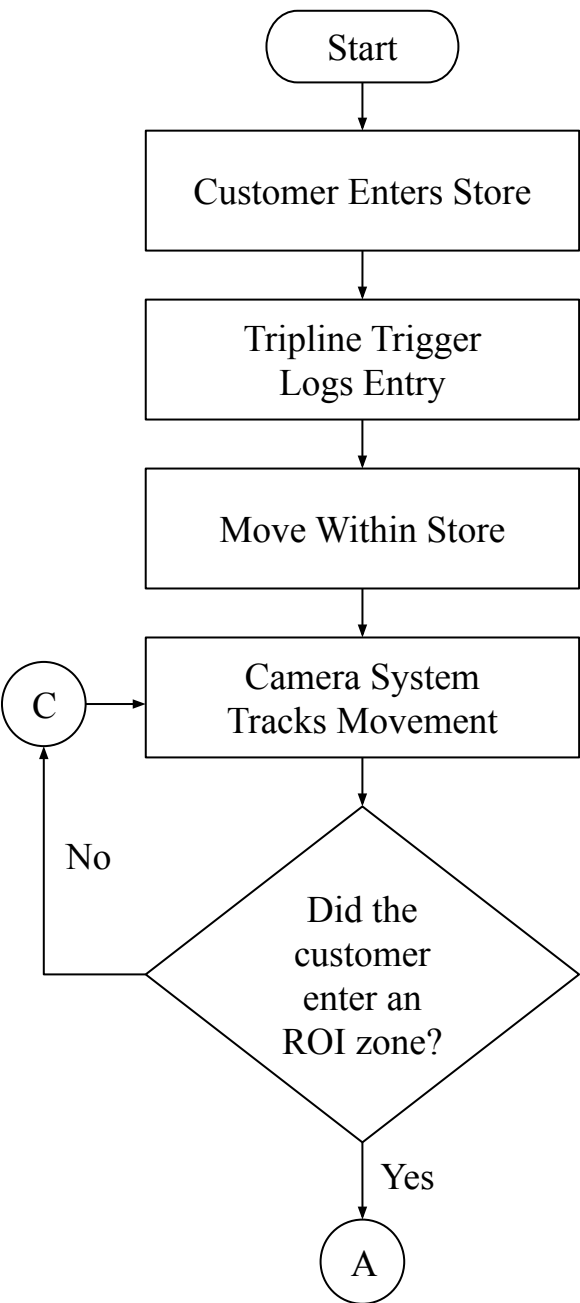 Start
Customer Enters Store
Tripline Trigger
Logs Entry
Move Within Store
Camera System
Tracks Movement
C
No
Did the
customer
enter an
ROI zone?
Yes
A